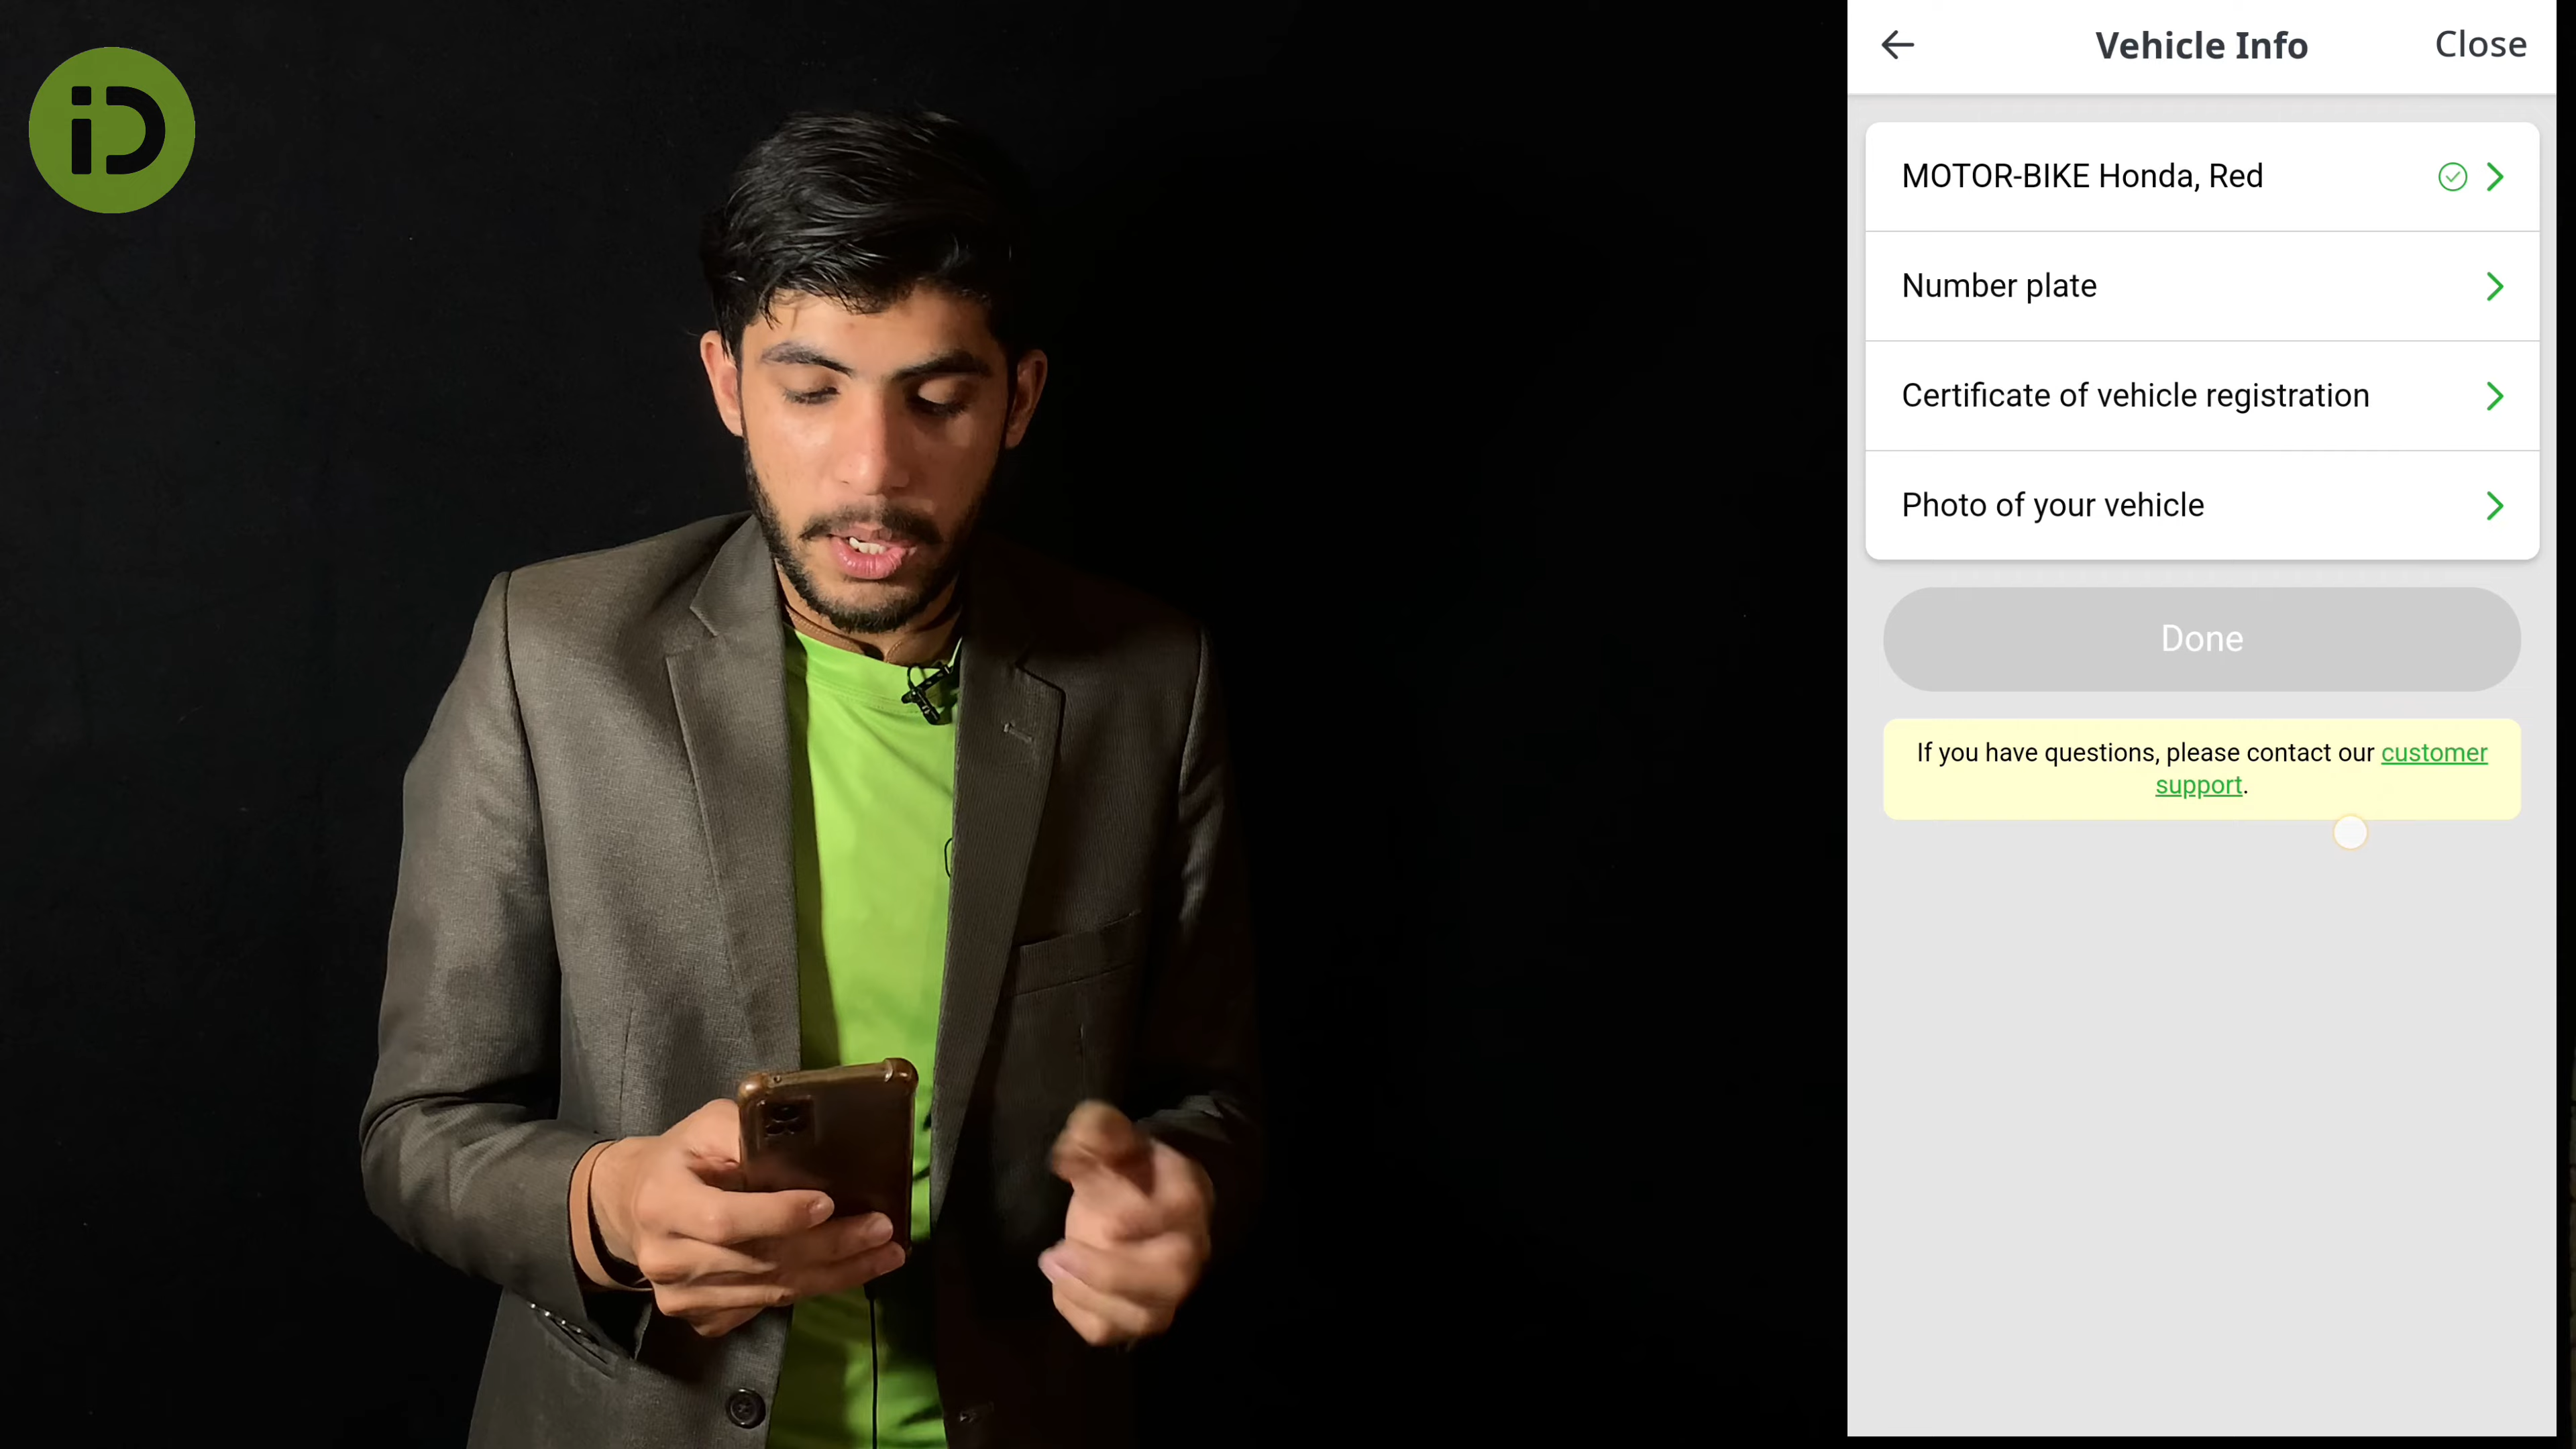 iD
Vehicle Info
Close
MOTOR-BIKE Honda, Red
Number plate
Certificate of vehicle registration
Photo of your vehicle
Done
If you have questions, please contact our customer
support.